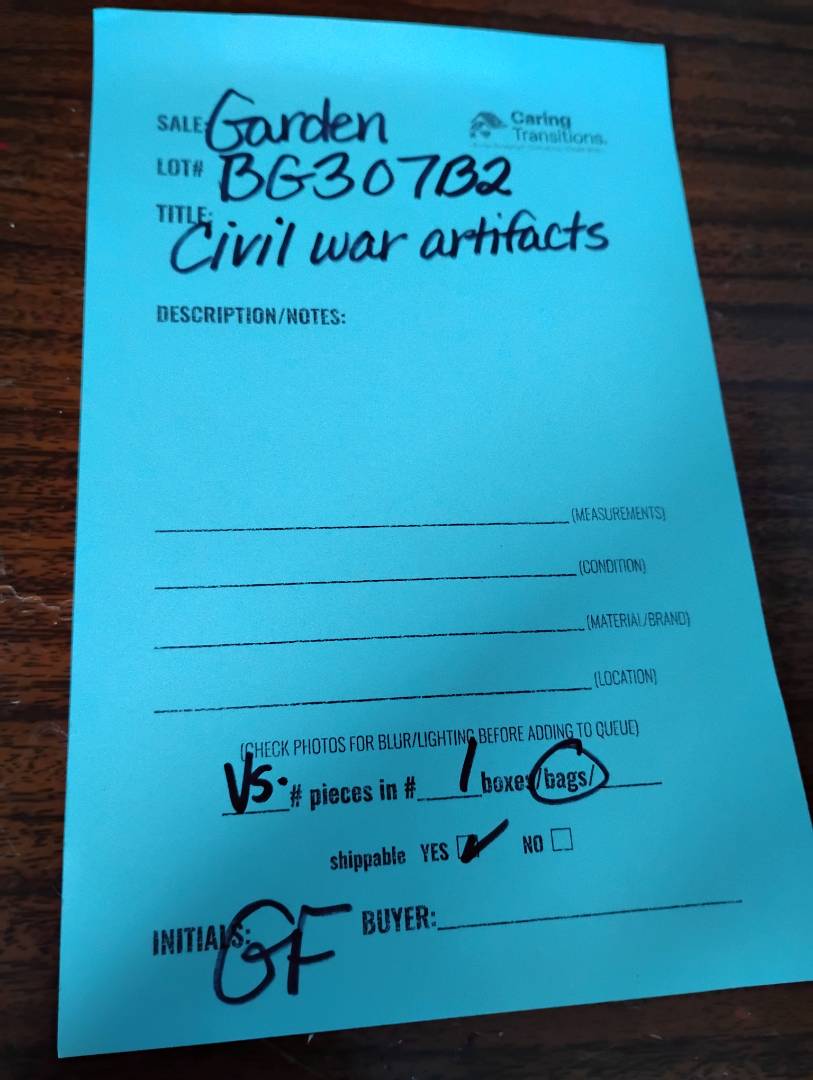 SALE: Garden
Caring
Transitions.
LOT# BG307B2
TITLE:
Civil war artifacts
DESCRIPTION/NOTES:
(MEASUREMENTS)
(CONDITION)
(MATERIAL/BRAND)
(LOCATION)
(CHECK PHOTOS FOR BLUR/LIGHTING BEFORE ADDING TO QUEUE)
Vs. # pieces in # 1 boxes/bags/
shippable YES NO
INITIALS: GF BUYER: